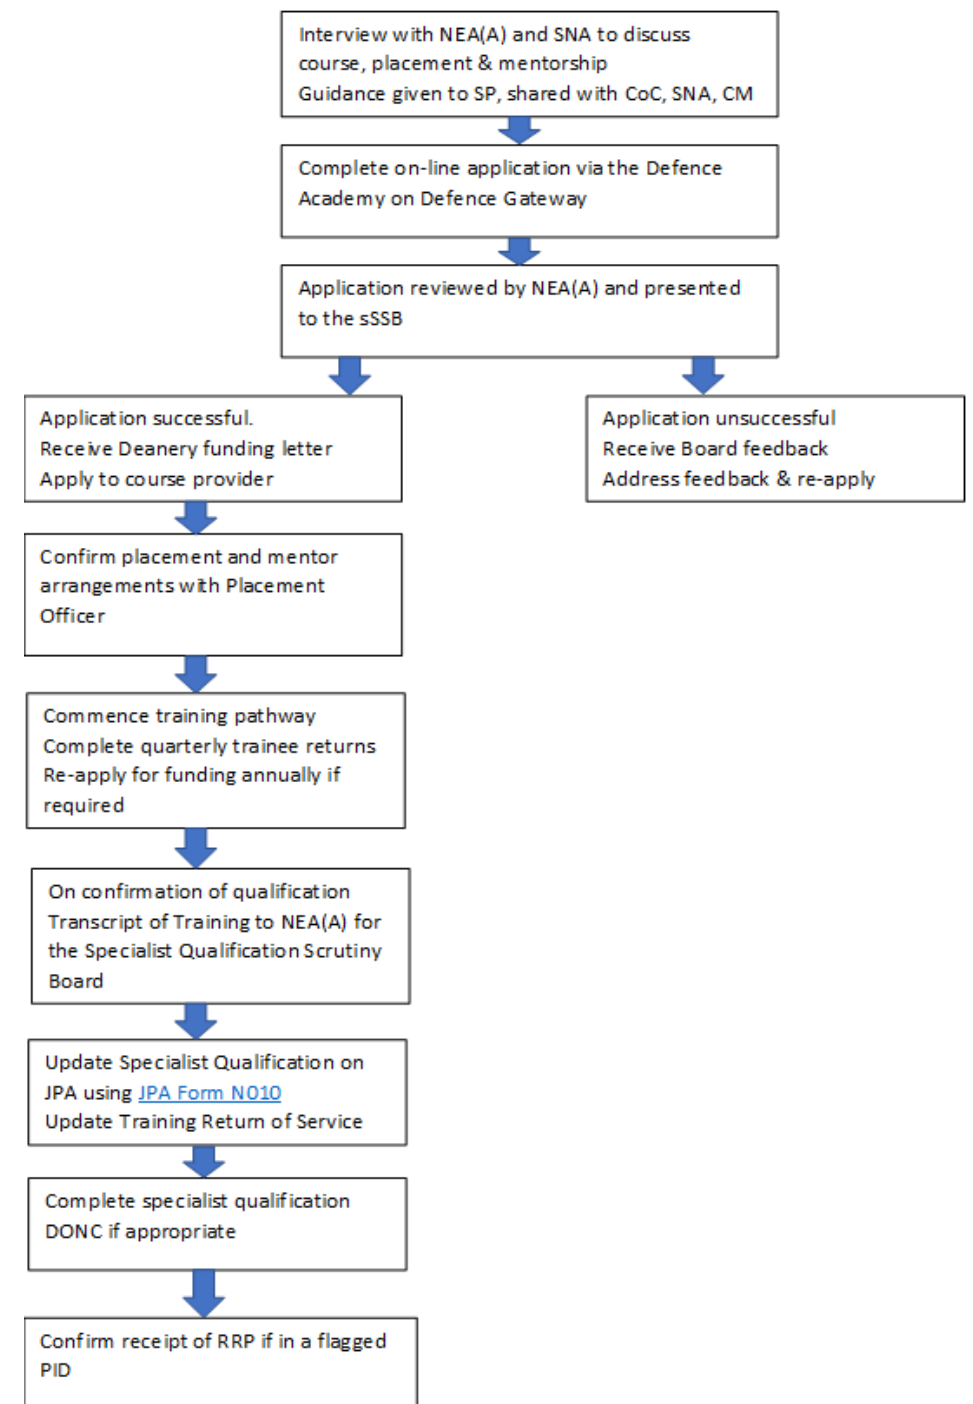 Interview with NEA(A) and SNA to discuss
course, placement & mentorship
Guidance given to SP, shared with CoC, SNA, CM
Complete on-line application via the Defence
Academy on Defence Gateway
Application reviewed by NEA(A) and presented
to the sSSB
Application successful.
Receive Deanery funding letter
Apply to course provider
Application unsuccessful
Receive Board feedback
Address feedback & re-apply
Confirm placement and mentor
arrangements with Placement
Officer
Commence training pathway
Complete quarterly trainee returns
Re-apply for funding annually if
required
On confirmation of qualification
Transcript of Training to NEA(A) for
the Specialist Qualification Scrutiny
Board
Update Specialist Qualification on
JPA using JPA Form N010
Update Training Return of Service
Complete specialist qualification
DONC if appropriate
Confirm receipt of RRP if in a flagged
PID